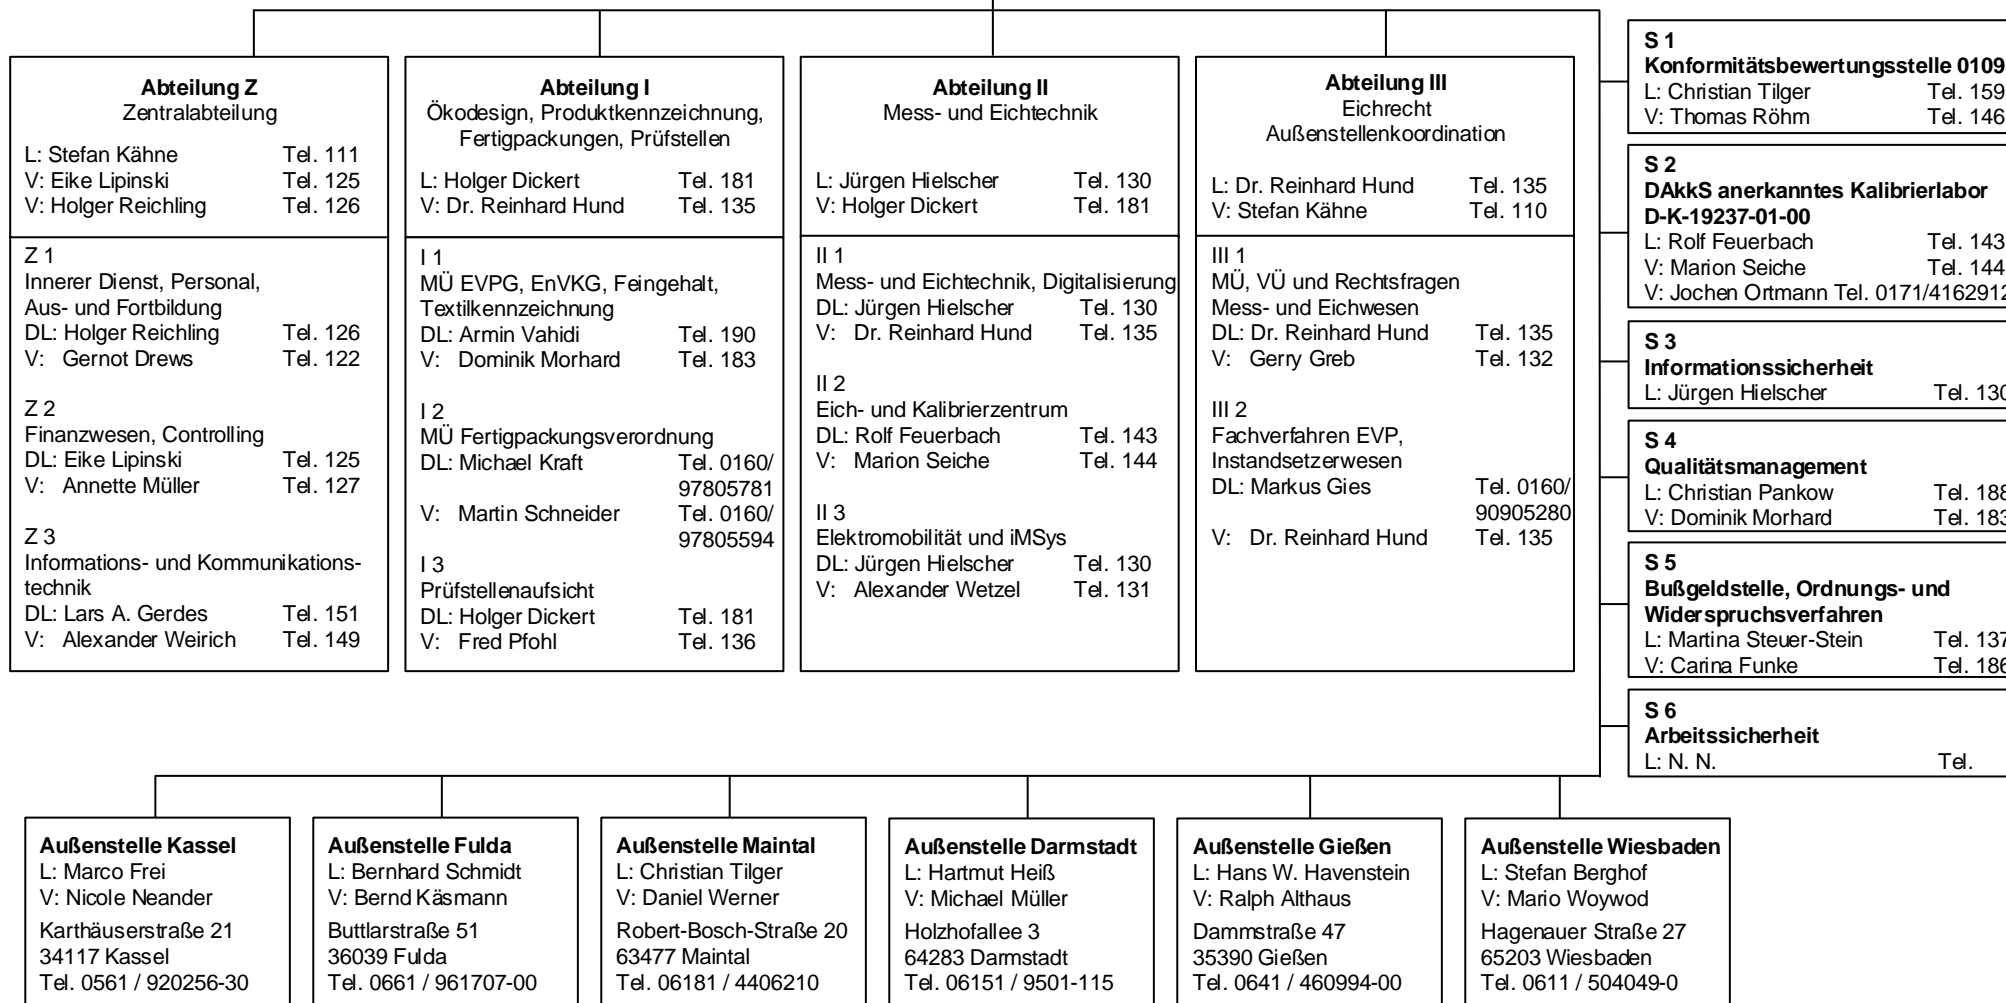 Abteilung Z
Zentralabteilung
L: Stefan Kähne Tel. 111
V: Eike Lipinski Tel. 125
V: Holger Reichling Tel. 126
Z 1
Innerer Dienst, Personal,
Aus- und Fortbildung
DL: Holger Reichling Tel. 126
V: Gernot Drews Tel. 122
Z 2
Finanzwesen, Controlling
DL: Eike Lipinski Tel. 125
V: Annette Müller Tel. 127
Z 3
Informations- und Kommunikations-
technik
DL: Lars A. Gerdes Tel. 151
V: Alexander Weirich Tel. 149
Abteilung I
Ökodesign, Produktkennzeichnung,
Fertigpackungen, Prüfstellen
L: Holger Dickert Tel. 181
V: Dr. Reinhard Hund Tel. 135
I 1
MÜ EVPG, EnVKG, Feingehalt,
Textilkennzeichnung
DL: Armin Vahidi Tel. 190
V: Dominik Morhard Tel. 183
I 2
MÜ Fertigpackungsverordnung
DL: Michael Kraft Tel. 0160/
97805781
V: Martin Schneider Tel. 0160/
97805594
I 3
Prüfstellenaufsicht
DL: Holger Dickert Tel. 181
V: Fred Pfohl Tel. 136
Abteilung II
Mess- und Eichtechnik
L: Jürgen Hielscher Tel. 130
V: Holger Dickert Tel. 181
II 1
Mess- und Eichtechnik, Digitalisierung
DL: Jürgen Hielscher Tel. 130
V: Dr. Reinhard Hund Tel. 135
II 2
Eich- und Kalibrierzentrum
DL: Rolf Feuerbach Tel. 143
V: Marion Seiche Tel. 144
II 3
Elektromobilität und iMSys
DL: Jürgen Hielscher Tel. 130
V: Alexander Wetzel Tel. 131
Abteilung III
Eichrecht
Außenstellenkoordination
L: Dr. Reinhard Hund Tel. 135
V: Stefan Kähne Tel. 110
III 1
MÜ, VÜ und Rechtsfragen
Mess- und Eichwesen
DL: Dr. Reinhard Hund Tel. 135
V: Gerry Greb Tel. 132
III 2
Fachverfahren EVP,
Instandsetzerwesen
DL: Markus Gies Tel. 0160/
90905280
V: Dr. Reinhard Hund Tel. 135
S 1
Konformitätsbewertungsstelle 0109
L: Christian Tilger Tel. 159
V: Thomas Röhm Tel. 146
S 2
DAkkS anerkanntes Kalibrierlabor
D-K-19237-01-00
L: Rolf Feuerbach Tel. 143
V: Marion Seiche Tel. 144
V: Jochen Ortmann Tel. 0171/4162912
S 3
Informationssicherheit
L: Jürgen Hielscher Tel. 130
S 4
Qualitätsmanagement
L: Christian Pankow Tel. 188
V: Dominik Morhard Tel. 183
S 5
Bußgeldstelle, Ordnungs- und
Widerspruchsverfahren
L: Martina Steuer-Stein Tel. 137
V: Carina Funke Tel. 186
S 6
Arbeitssicherheit
L: N. N. Tel.
Außenstelle Kassel
L: Marco Frei
V: Nicole Neander
Karthäuserstraße 21
34117 Kassel
Tel. 0561 / 920256-30
Außenstelle Fulda
L: Bernhard Schmidt
V: Bernd Käsmann
Buttlarstraße 51
36039 Fulda
Tel. 0661 / 961707-00
Außenstelle Maintal
L: Christian Tilger
V: Daniel Werner
Robert-Bosch-Straße 20
63477 Maintal
Tel. 06181 / 4406210
Außenstelle Darmstadt
L: Hartmut Heiß
V: Michael Müller
Holzhofallee 3
64283 Darmstadt
Tel. 06151 / 9501-115
Außenstelle Gießen
L: Hans W. Havenstein
V: Ralph Althaus
Dammstraße 47
35390 Gießen
Tel. 0641 / 460994-00
Außenstelle Wiesbaden
L: Stefan Berghof
V: Mario Woywod
Hagenauer Straße 27
65203 Wiesbaden
Tel. 0611 / 504049-0